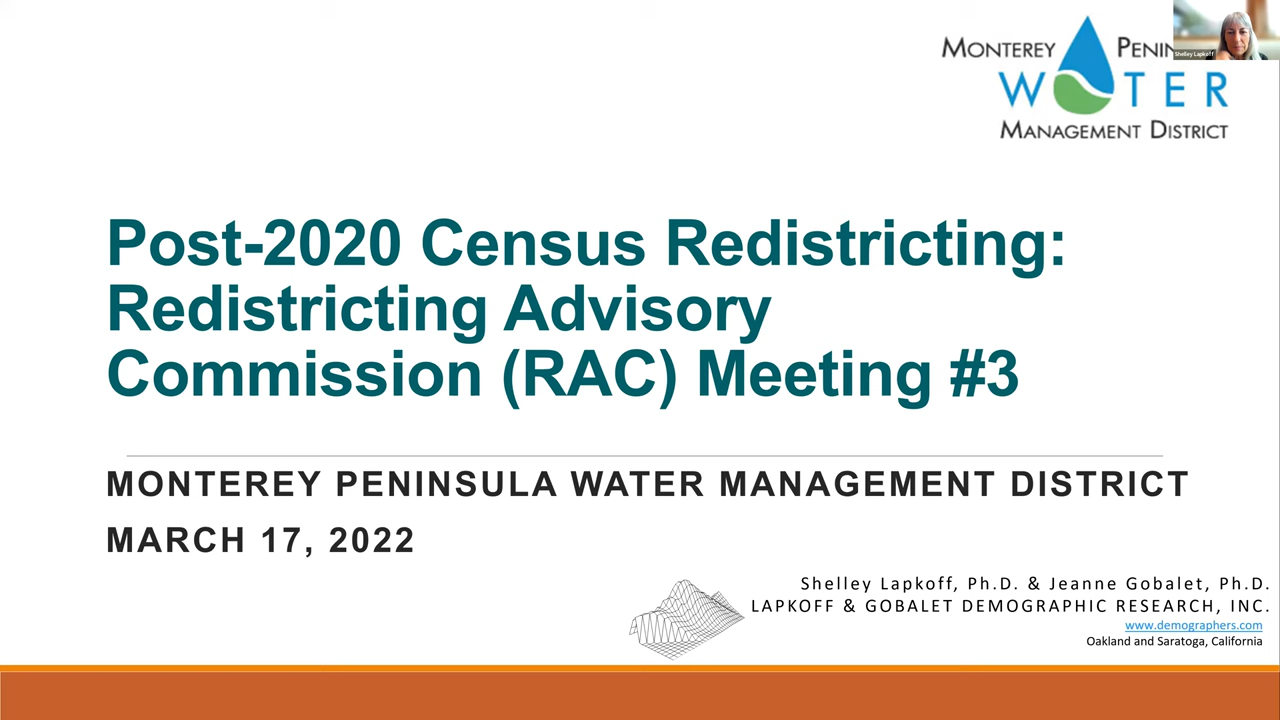 MONTEREY PENIN
Shelley Lapkoff
WATER
MANAGEMENT DISTRICT
Post-2020 Census Redistricting:
Redistricting Advisory
Commission (RAC) Meeting #3
MONTEREY PENINSULA WATER MANAGEMENT DISTRICT
MARCH 17, 2022
Shelley Lapkoff, Ph.D. & Jeanne Gobalet, Ph.D.
LAPKOFF & GOBALET DEMOGRAPHIC RESEARCH, INC.
www.demographers.com
Oakland and Saratoga, California